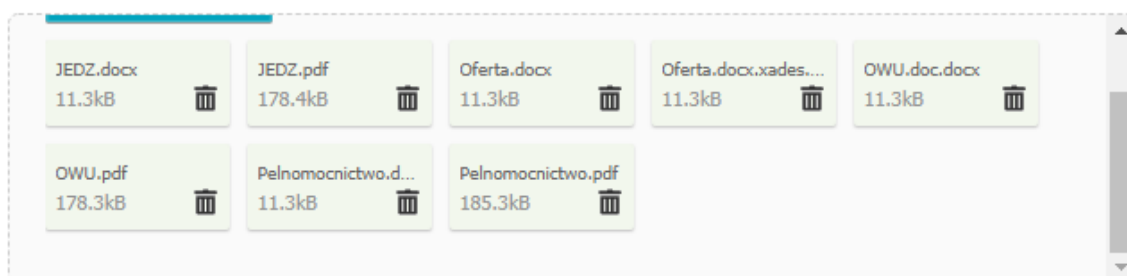 JEDZ.docx
11.3kB
JEDZ.pdf
178.4kB
Oferta.docx
11.3kB
Oferta.docx.xades....
11.3kB
OWU.doc.docx
11.3kB
OWU.pdf
178.3kB
Pelnomocnictwo.d...
11.3kB
Pelnomocnictwo.pdf
185.3kB